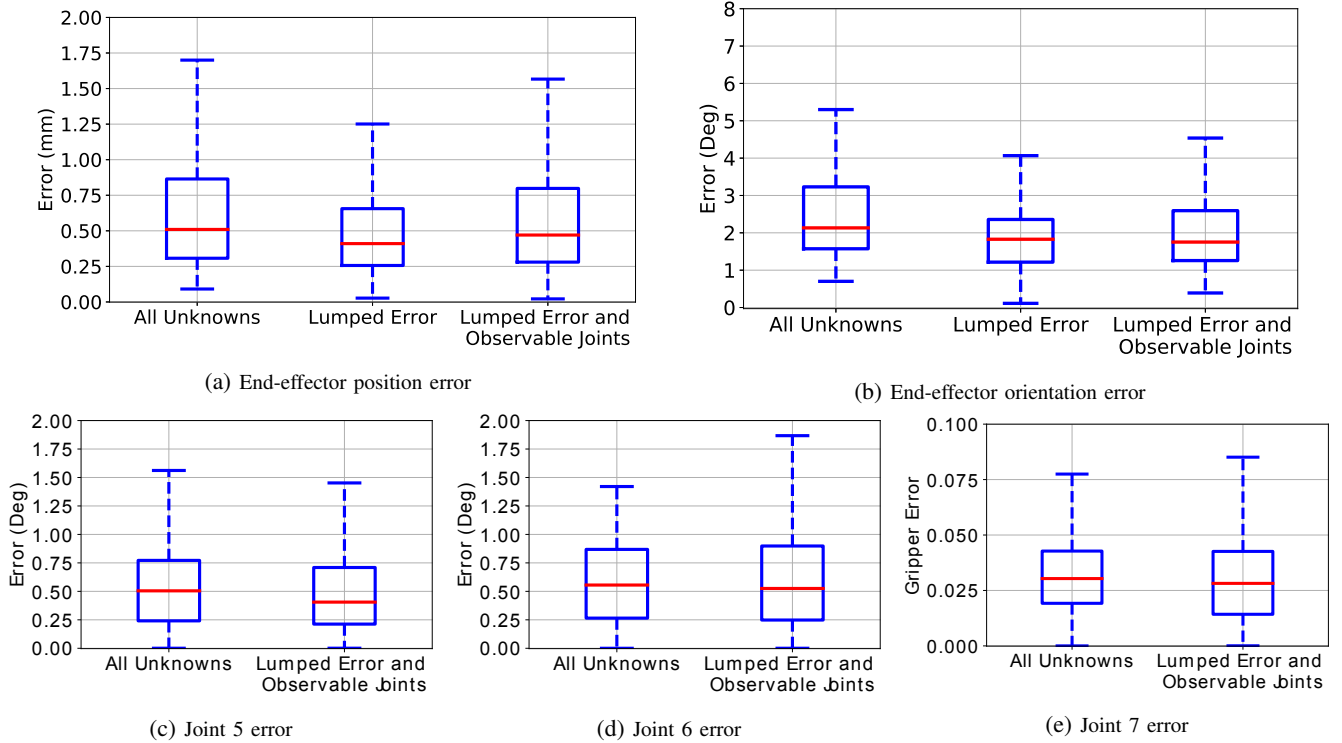 2.00
1.75
1.50
1.25
1.00
0.75
0.50
0.25
0.00
Error (mm)
All Unknowns
Lumped Error
Lumped Error and
Observable Joints
(a) End-effector position error
8
7
6
5
4
3
2
1
0
Error (Deg)
All Unknowns
Lumped Error
Lumped Error and
Observable Joints
(b) End-effector orientation error
2.00
1.75
1.50
1.25
1.00
0.75
0.50
0.25
0.00
Error (Deg)
All Unknowns
Lumped Error and
Observable Joints
(c) Joint 5 error
2.00
1.75
1.50
1.25
1.00
0.75
0.50
0.25
0.00
Error (Deg)
All Unknowns
Lumped Error and
Observable Joints
(d) Joint 6 error
0.100
0.075
0.050
0.025
0.000
Gripper Error
All Unknowns
Lumped Error and
Observable Joints
(e) Joint 7 error